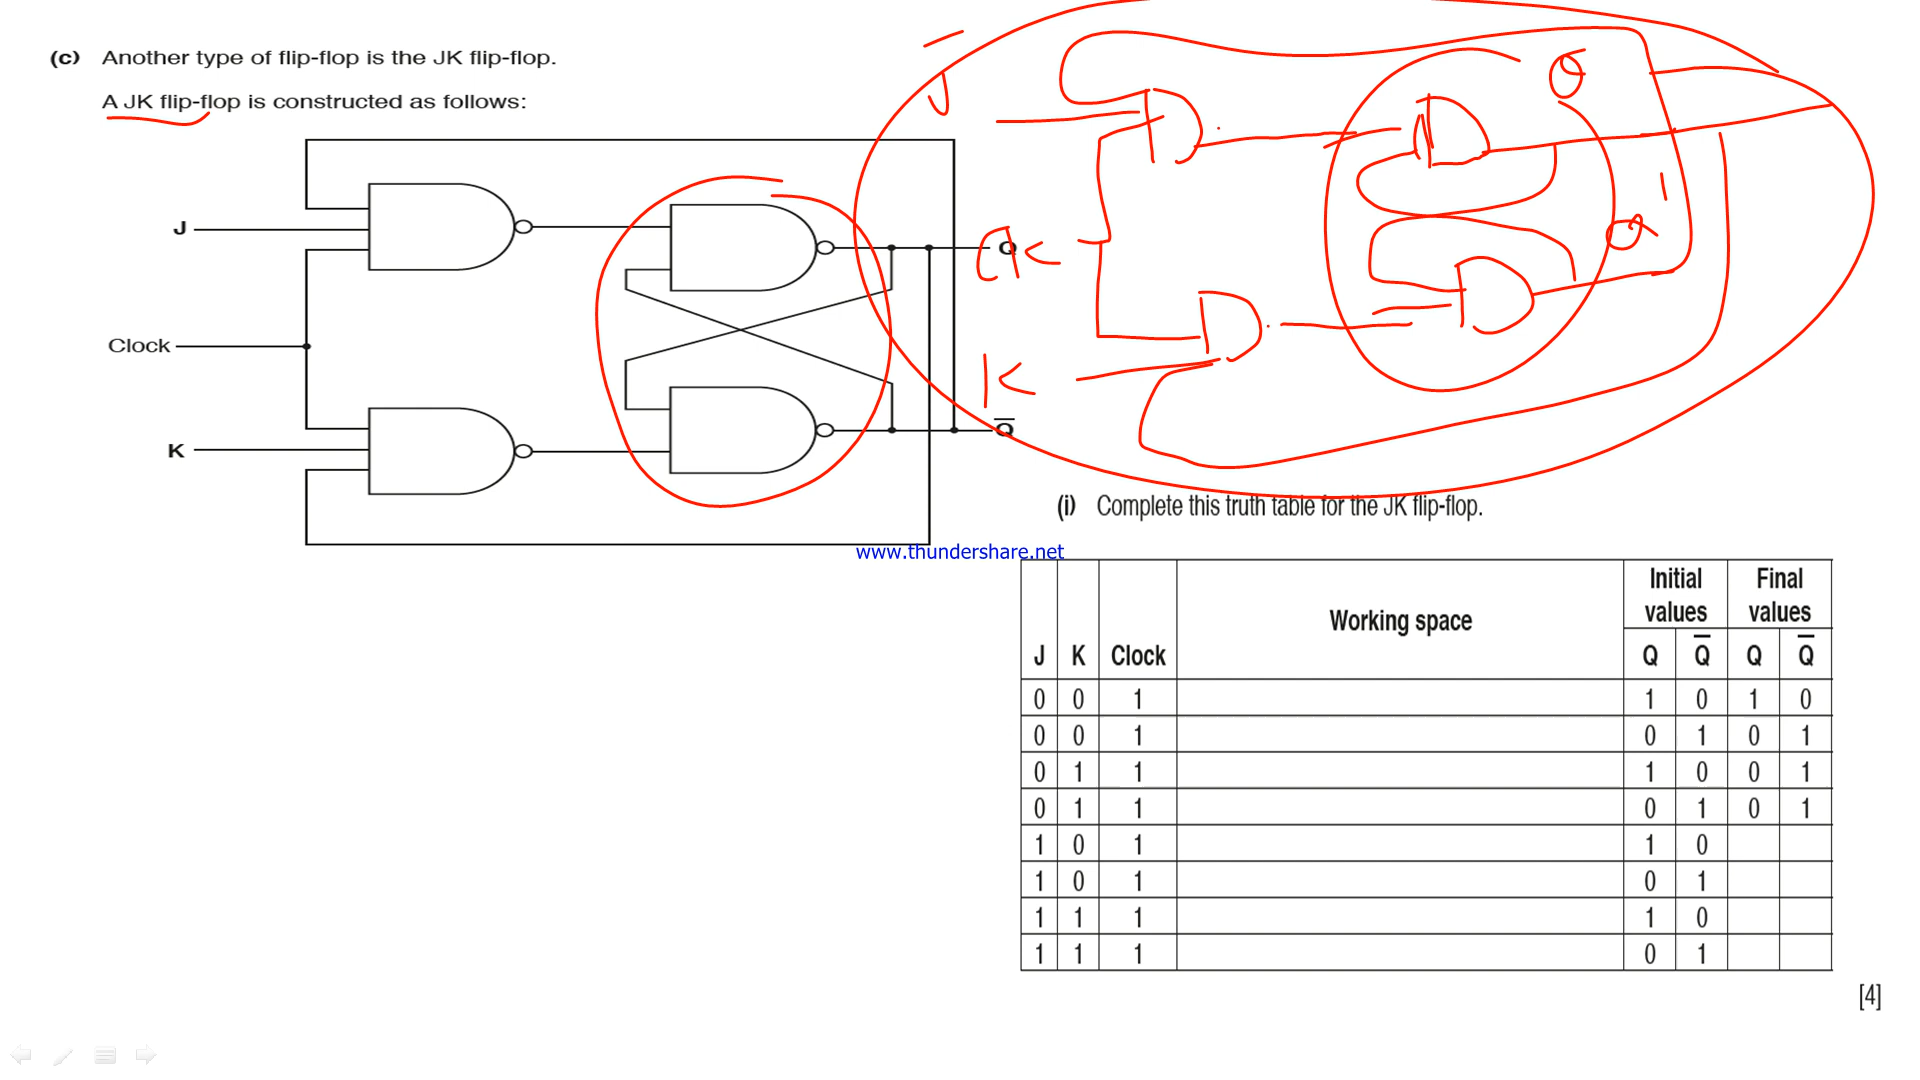 (c) Another type of flip-flop is the JK flip-flop.
A JK flip-flop is constructed as follows:
J
Q
Clock
K
Q̅
J
Clk
K
Q
Q
(i) Complete this truth table for the JK flip-flop.
www.thundershare.net
Initial values Final values
Working space
J K Clock Q Q̅ Q Q̅
0 0 1 1 0 1 0
0 0 1 0 1 0 1
0 1 1 1 0 0 1
0 1 1 0 1 0 1
1 0 1 1 0
1 0 1 0 1
1 1 1 1 0
1 1 1 0 1
[4]